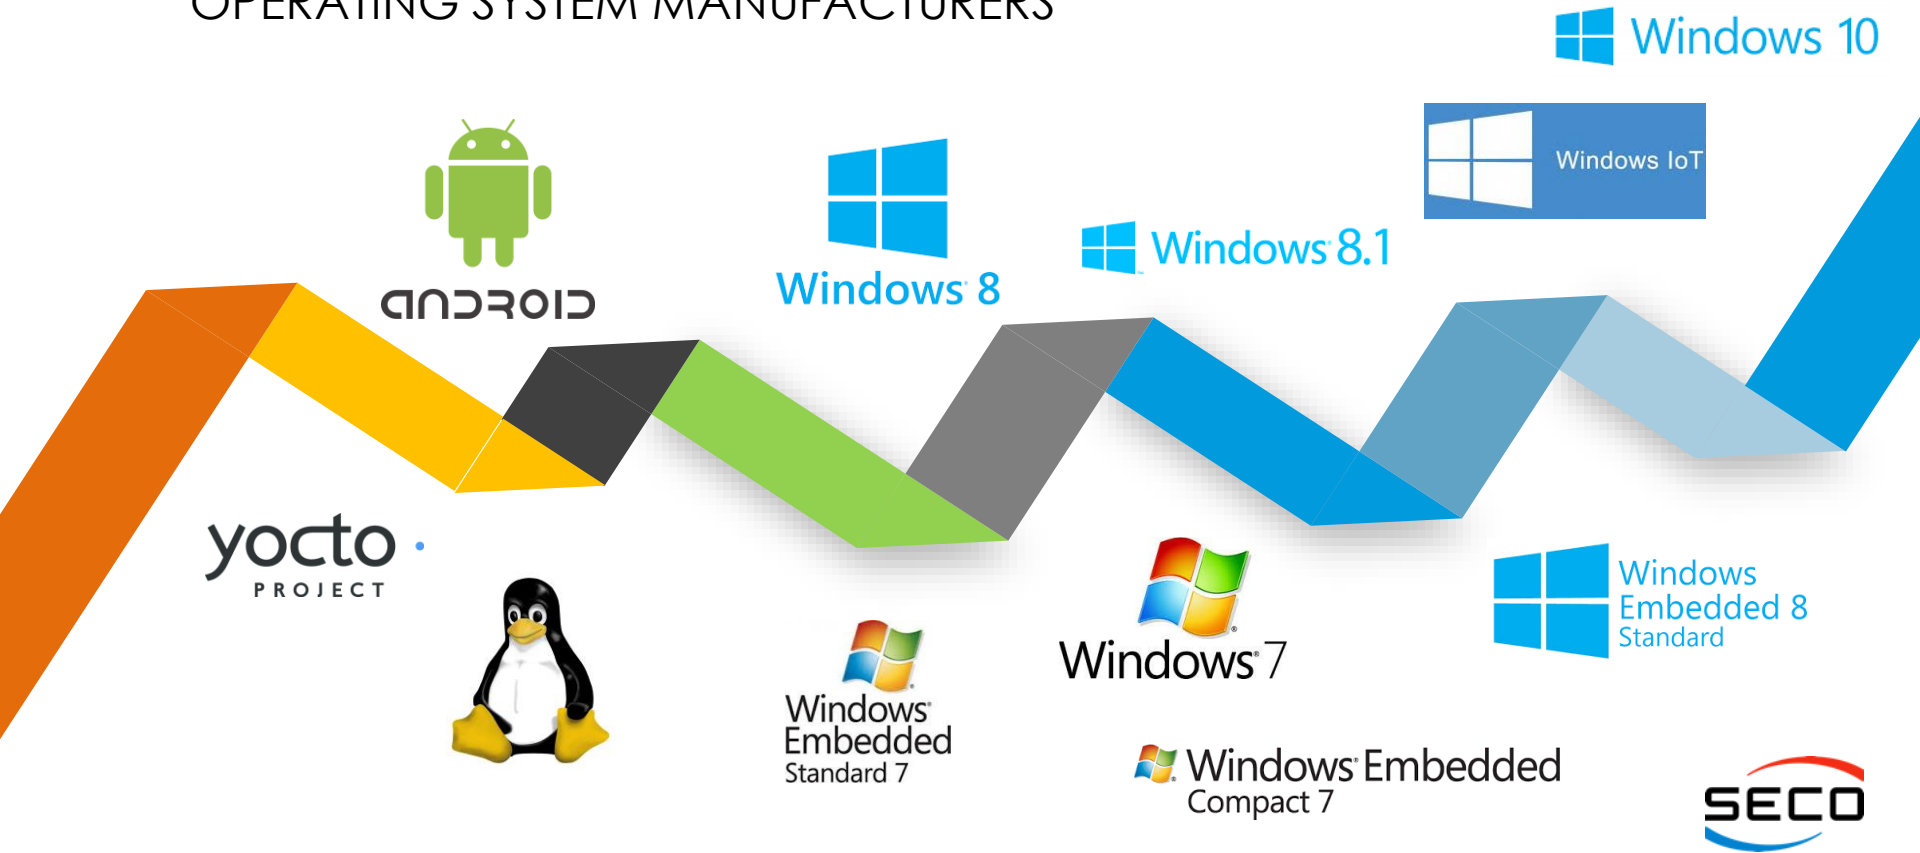 OPERATING SYSTEM MANUFACTURERS
Windows 10
Windows IoT
ANDROID
Windows 8
Windows 8.1
yocto
PROJECT
Windows
Embedded
Standard 7
Windows 7
Windows Embedded
Compact 7
Windows
Embedded 8
Standard
SECO